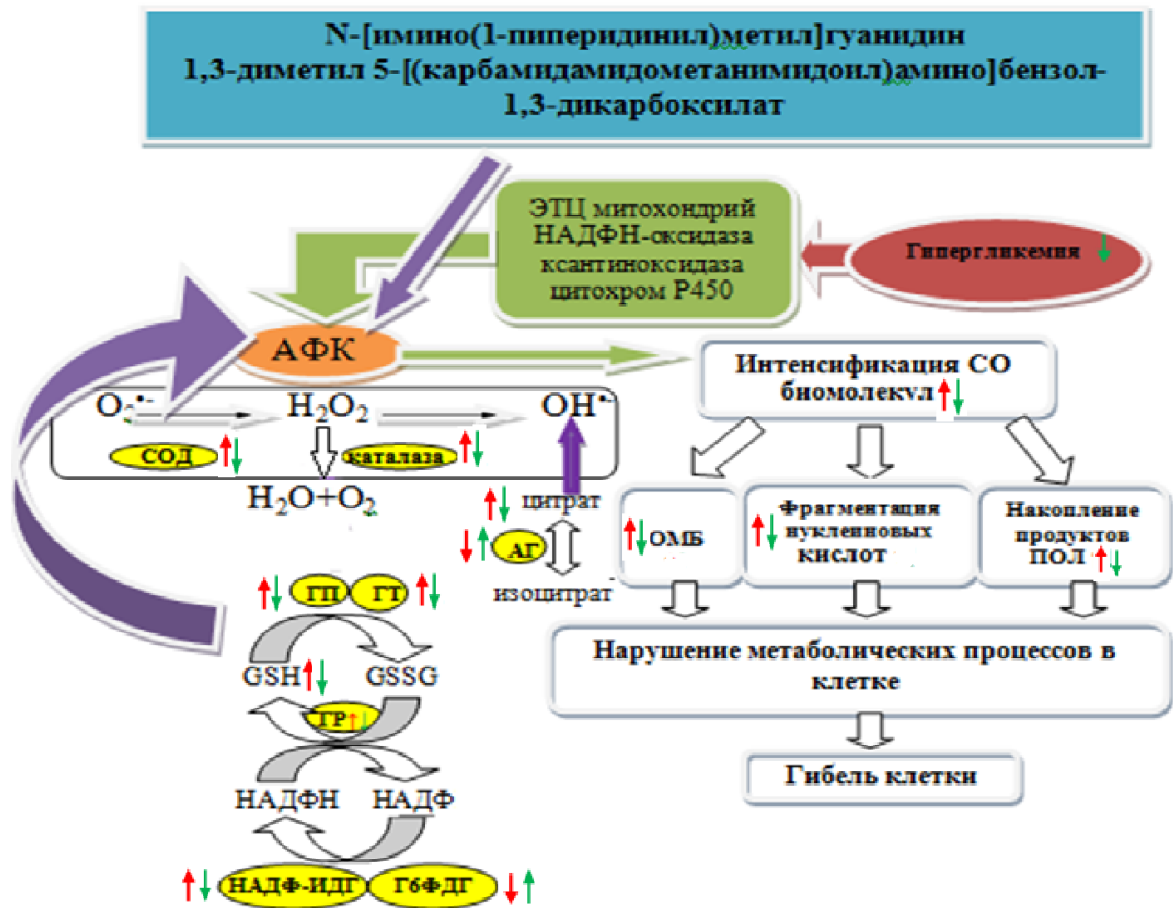 N-[имино(1-пиперидинил)метил]гуанидин
1,3-диметил 5-[(карбамидамидометанимидоил)амино]бензол-
1,3-дикарбоксилат
ЭТЦ митохондрий
НАДФН-оксидаза
ксантиноксидаза
цитохром Р450
Гипергликемия
АФК
Интенсификация СО
биомолекул
O₂•- H₂O₂ OH•
СОД
каталаза
H₂O+O₂
цитрат
АГ
изоцитрат
ОМБ
Фрагментация
нуклеиновых
кислот
Накопление
продуктов
ПОЛ
ГП ГТ
GSH GSSG
ГР
НАДФН НАДФ
НАДФ-ИДГ Г6ФДГ
Нарушение метаболических процессов в
клетке
Гибель клетки